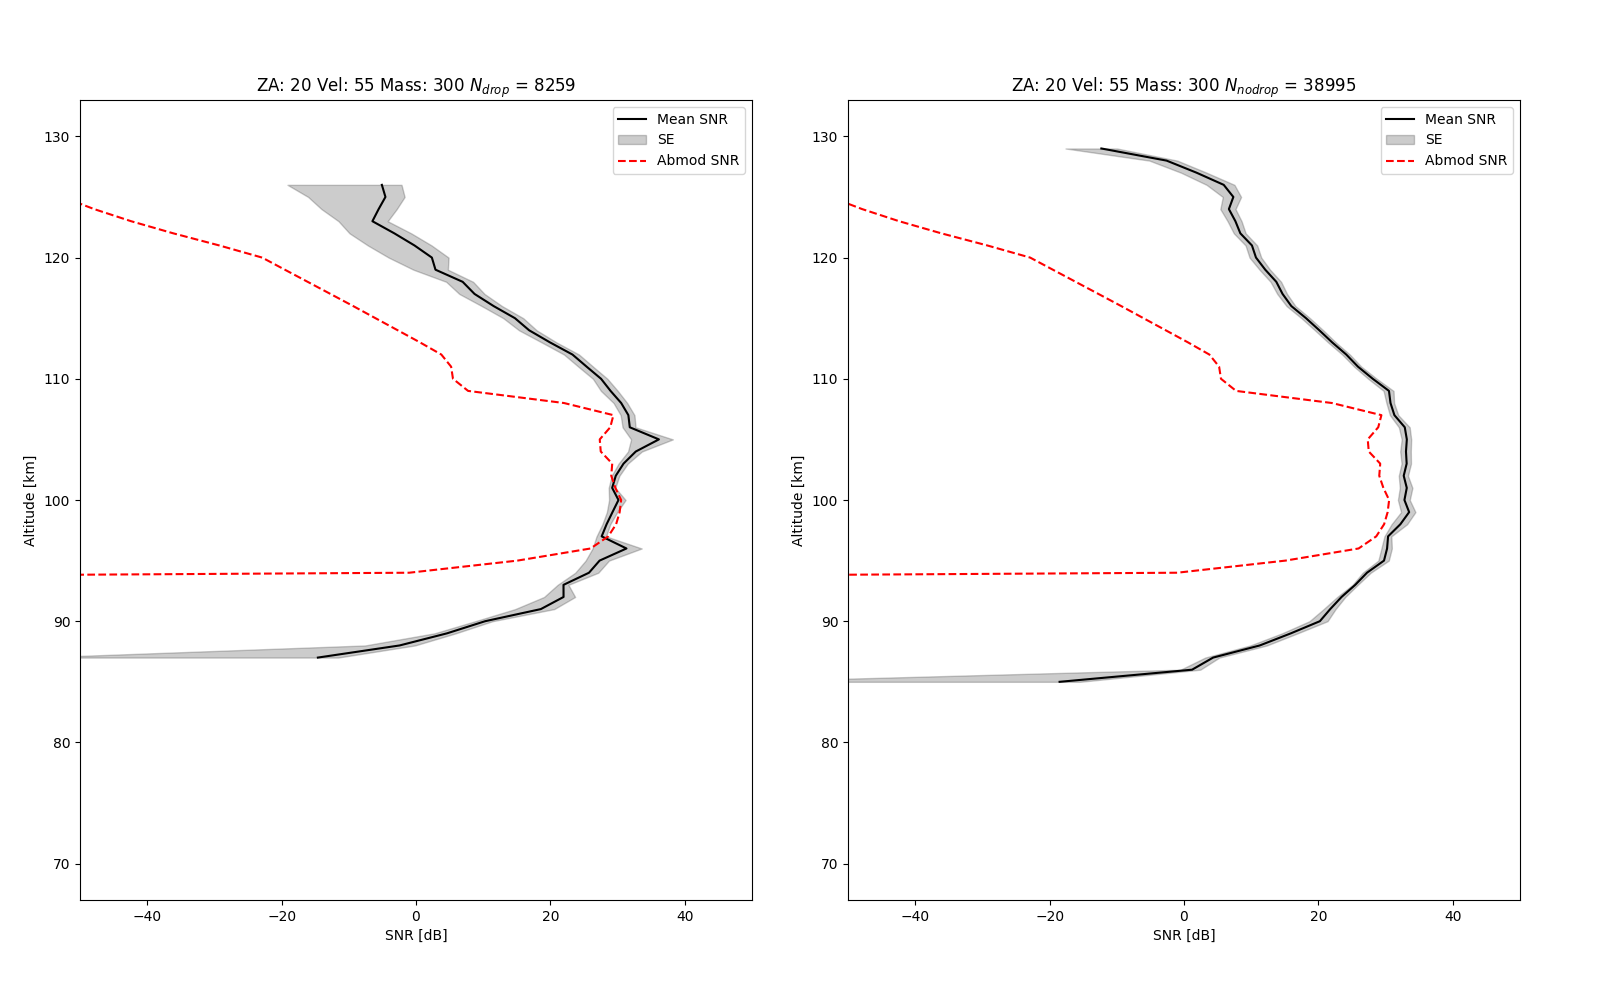 ZA: 20 Vel: 55 Mass: 300 N_drop = 8259
Mean SNR
SE
Abmod SNR
130
120
110
100
90
80
70
Altitude [km]
−40 −20 0 20 40
SNR [dB]
ZA: 20 Vel: 55 Mass: 300 N_nodrop = 38995
Mean SNR
SE
Abmod SNR
130
120
110
100
90
80
70
Altitude [km]
−40 −20 0 20 40
SNR [dB]